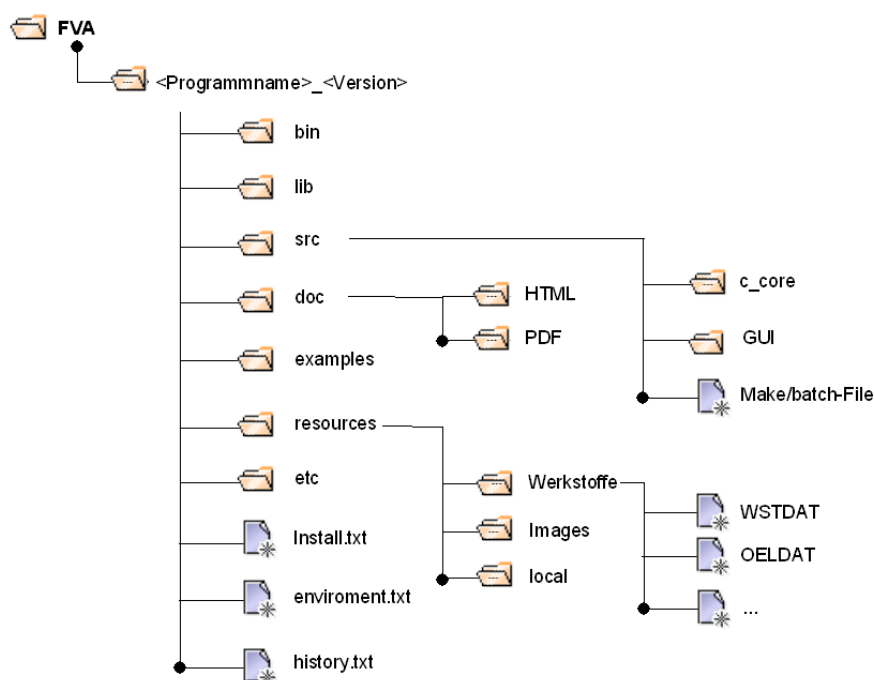 FVA
<Programmname>_<Version>
bin
lib
src
c_core
GUI
Make/batch-File
doc
HTML
PDF
examples
resources
Werkstoffe
WSTDAT
OELDAT
...
Images
local
etc
Install.txt
enviroment.txt
history.txt